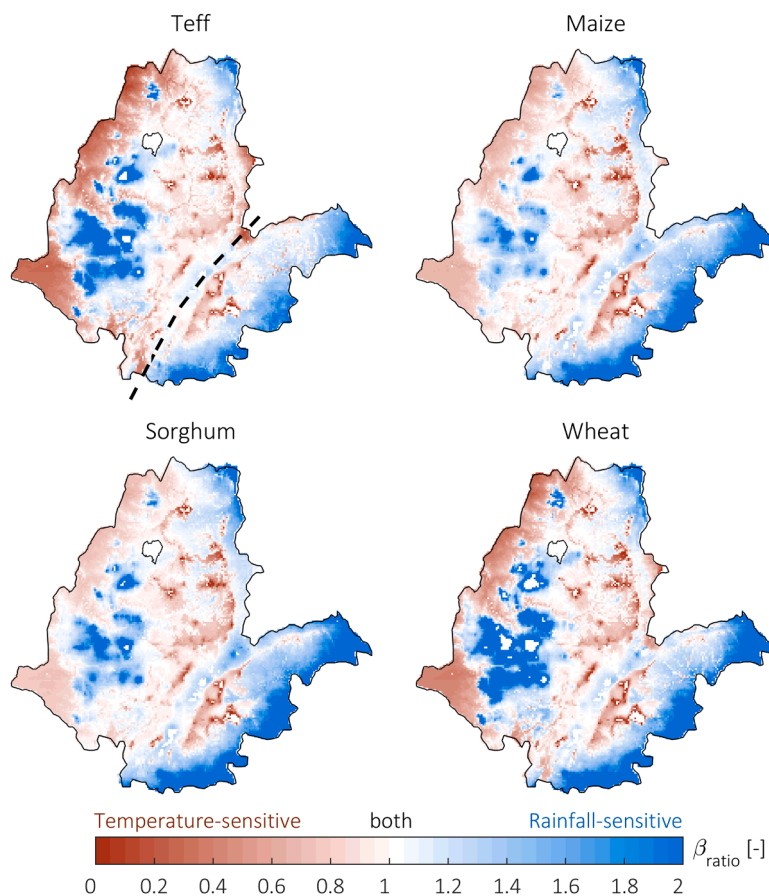 Teff Maize
Sorghum Wheat
Temperature-sensitive both Rainfall-sensitive
β_ratio [-]
0 0.2 0.4 0.6 0.8 1 1.2 1.4 1.6 1.8 2